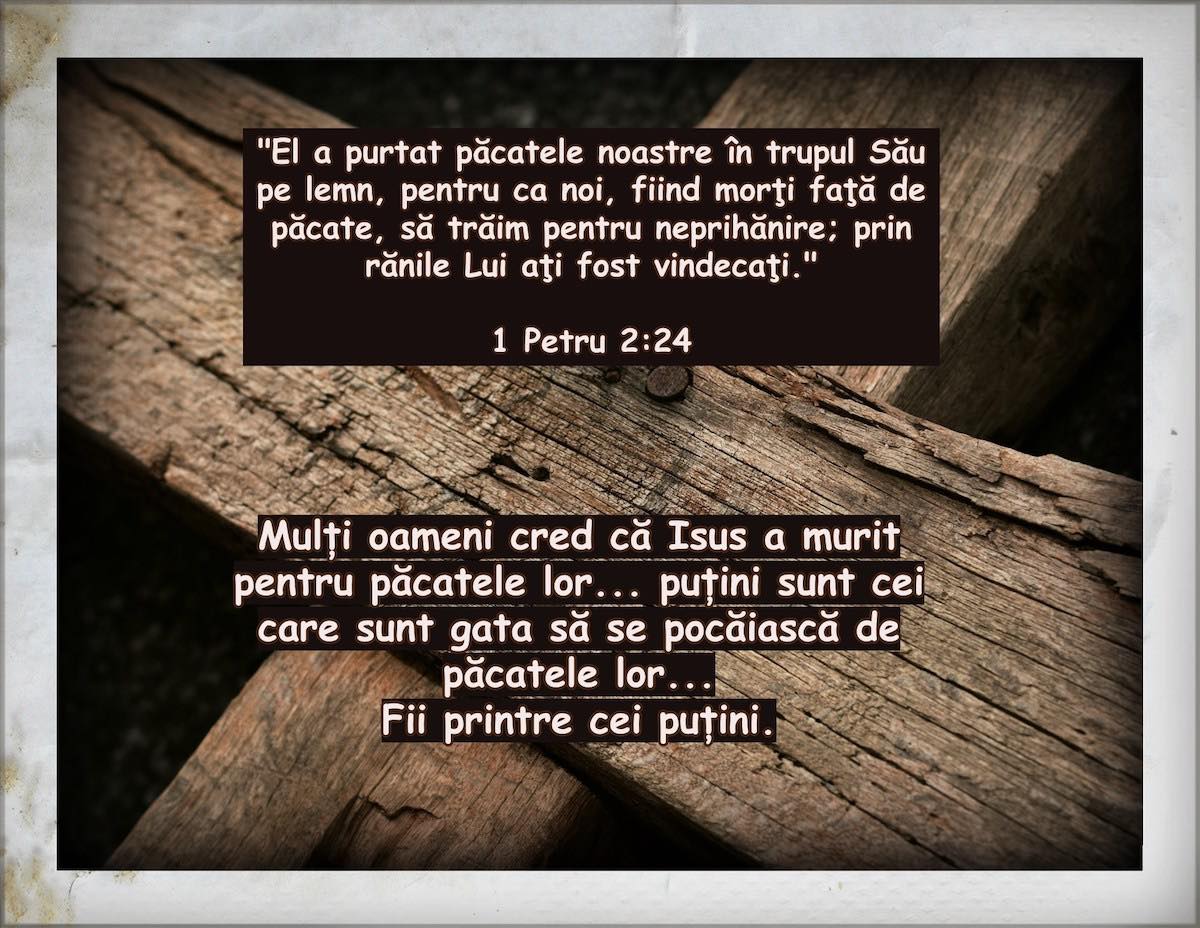 "El a purtat păcatele noastre în trupul Său
pe lemn, pentru ca noi, fiind morţi faţă de
păcate, să trăim pentru neprihănire; prin
rănile Lui aţi fost vindecaţi."
1 Petru 2:24
Mulți oameni cred că Isus a murit
pentru păcatele lor... puțini sunt cei
care sunt gata să se pocăiască de
păcatele lor...
Fii printre cei puțini.